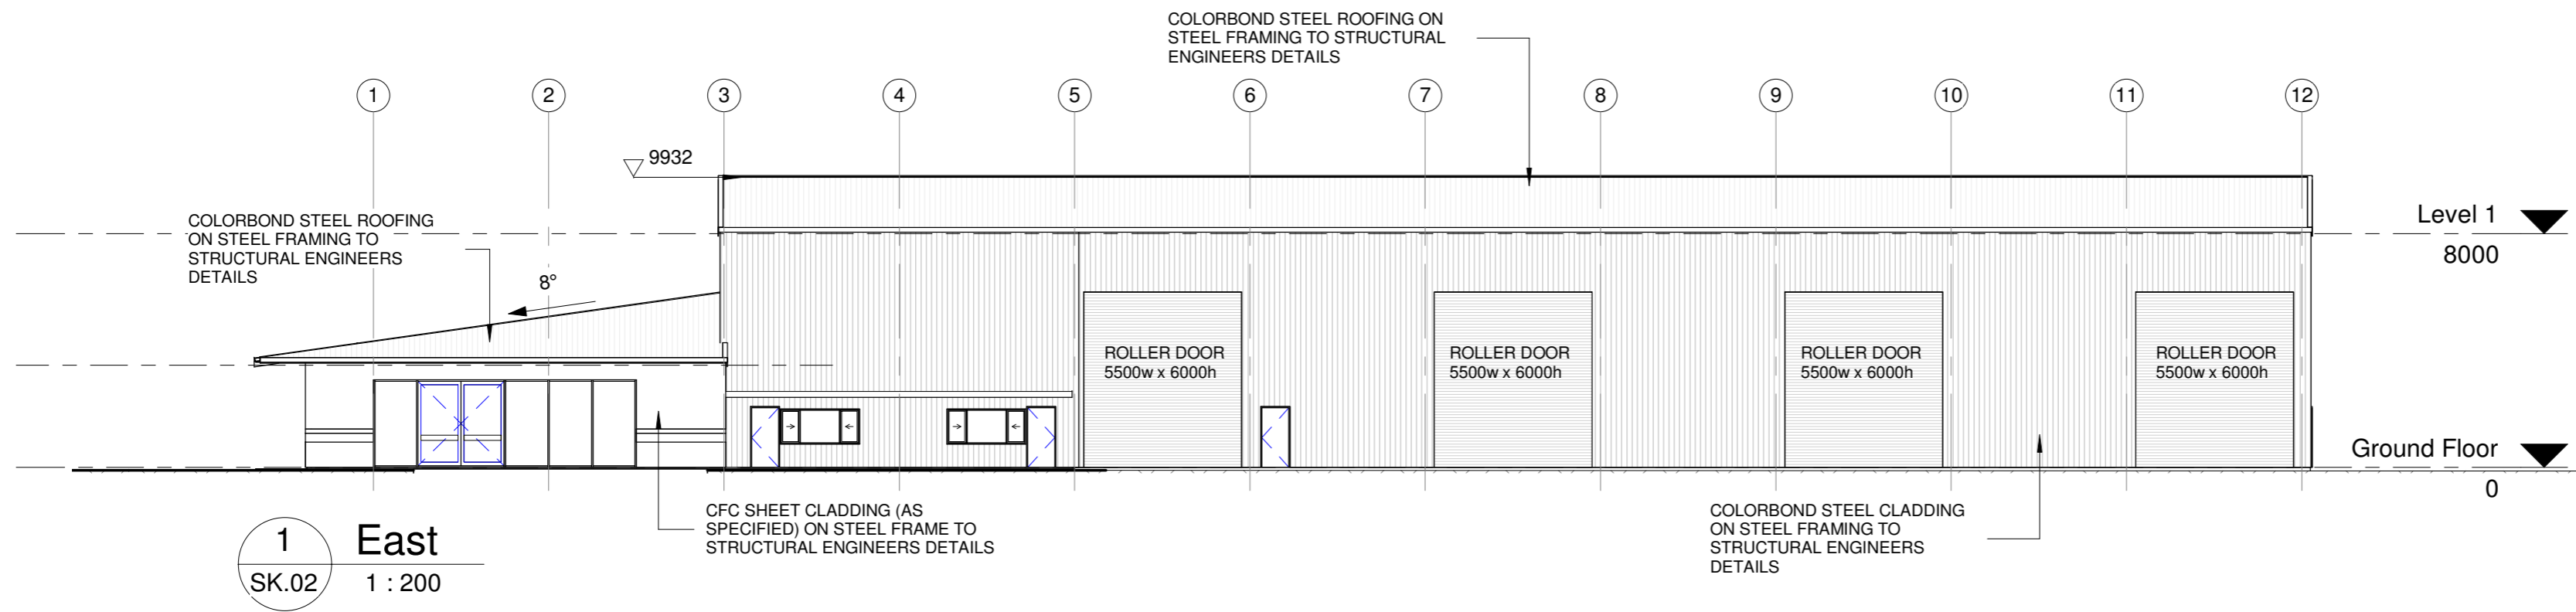 COLORBOND STEEL ROOFING ON
STEEL FRAMING TO STRUCTURAL
ENGINEERS DETAILS
1
2
3
4
5
6
7
8
9
10
11
12
9932
COLORBOND STEEL ROOFING
ON STEEL FRAMING TO
STRUCTURAL ENGINEERS
DETAILS
8°
Level 1
8000
ROLLER DOOR
5500w x 6000h
ROLLER DOOR
5500w x 6000h
ROLLER DOOR
5500w x 6000h
ROLLER DOOR
5500w x 6000h
Ground Floor
0
CFC SHEET CLADDING (AS
SPECIFIED) ON STEEL FRAME TO
STRUCTURAL ENGINEERS DETAILS
COLORBOND STEEL CLADDING
ON STEEL FRAMING TO
STRUCTURAL ENGINEERS
DETAILS
1
East
SK.02
1 : 200